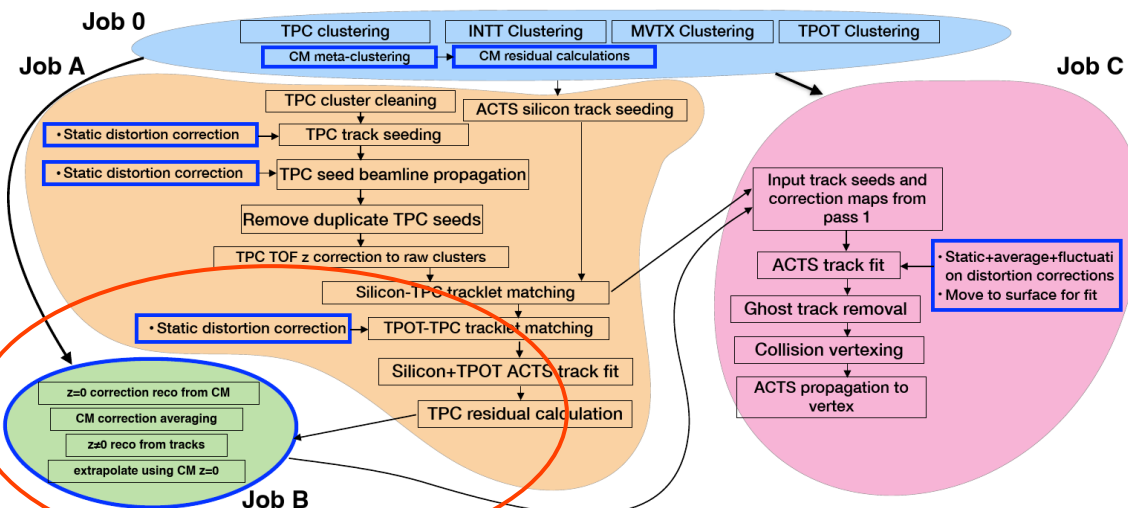 Job 0
TPC clustering
INTT Clustering
MVTX Clustering
TPOT Clustering
CM meta-clustering
CM residual calculations
Job A
TPC cluster cleaning
ACTS silicon track seeding
• Static distortion correction
TPC track seeding
• Static distortion correction
TPC seed beamline propagation
Remove duplicate TPC seeds
TPC TOF z correction to raw clusters
Silicon-TPC tracklet matching
• Static distortion correction
TPOT-TPC tracklet matching
Silicon+TPOT ACTS track fit
TPC residual calculation
z=0 correction reco from CM
CM correction averaging
z≠0 reco from tracks
extrapolate using CM z=0
Job B
Job C
Input track seeds and
correction maps from
pass 1
ACTS track fit
• Static+average+fluctuati
on distortion corrections
• Move to surface for fit
Ghost track removal
Collision vertexing
ACTS propagation to
vertex